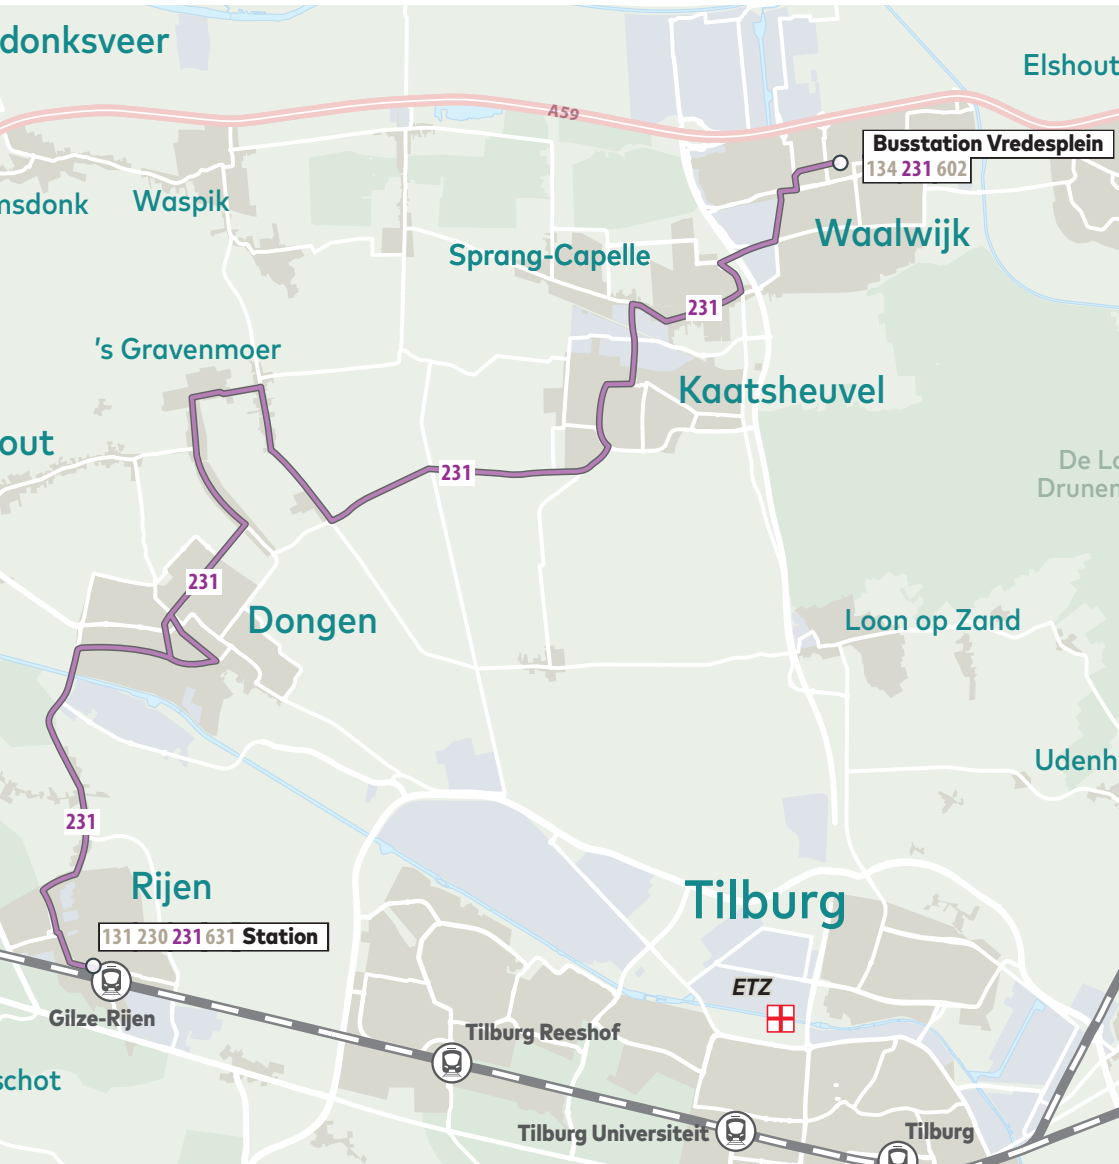 donksveer
Elshout
A59
Busstation Vredesplein
134 231 602
msdonk
Waspik
Waalwijk
Sprang-Capelle
231
's Gravenmoer
Kaatsheuvel
out
De Lo
Drunen
231
231
Dongen
Loon op Zand
Udenh
231
Rijen
Tilburg
131 230 231 631 Station
ETZ
Gilze-Rijen
Tilburg Reeshof
schot
Tilburg Universiteit
Tilburg